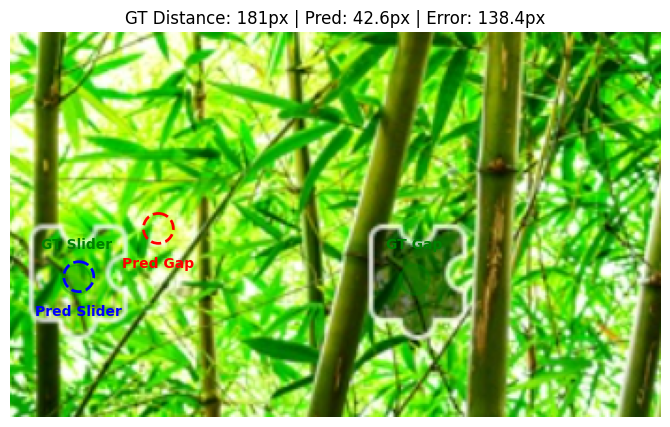 GT Distance: 181px | Pred: 42.6px | Error: 138.4px
GT Slider
GT Gap
Pred Gap
Pred Slider